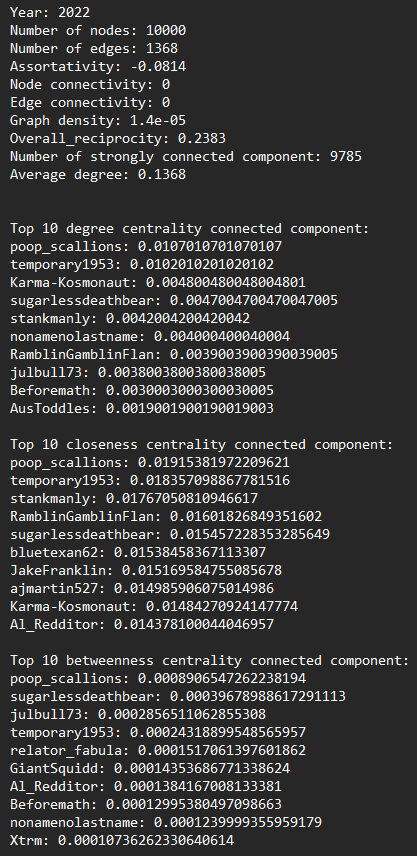 Year: 2022
Number of nodes: 10000
Number of edges: 1368
Assortativity: -0.0814
Node connectivity: 0
Edge connectivity: 0
Graph density: 1.4e-05
Overall_reciprocity: 0.2383
Number of strongly connected component: 9785
Average degree: 0.1368
Top 10 degree centrality connected component:
poop_scallions: 0.0107010701070107
temporary1953: 0.0102010201020102
Karma-Kosmonaut: 0.004800480048004801
sugarlessdeathbear: 0.0047004700470047005
stankmanly: 0.0042004200420042
nonamenolastname: 0.004000400040004
RamblinGamblinFlan: 0.0039003900390039005
julbull73: 0.0038003800380038005
Beforemath: 0.0030003000300030005
AusToddles: 0.0019001900190019003
Top 10 closeness centrality connected component:
poop_scallions: 0.01915381972209621
temporary1953: 0.018357098867781516
stankmanly: 0.01767050810946617
RamblinGamblinFlan: 0.01601826849351602
sugarlessdeathbear: 0.015457228353285649
bluetexan62: 0.01538458367113307
JakeFranklin: 0.015169584755085678
ajmartin527: 0.014985906075014986
Karma-Kosmonaut: 0.01484270924147774
Al_Redditor: 0.014378100044046957
Top 10 betweenness centrality connected component:
poop_scallions: 0.0008906547262238194
sugarlessdeathbear: 0.00039678988617291113
julbull73: 0.0002856511062855308
temporary1953: 0.00024318899548565957
relator_fabula: 0.0001517061397601862
GiantSquidd: 0.00014353686771338624
Al_Redditor: 0.0001384167008133381
Beforemath: 0.00012995380497098663
nonamenolastname: 0.0001239999355959179
Xtrm: 0.00010736262330640614